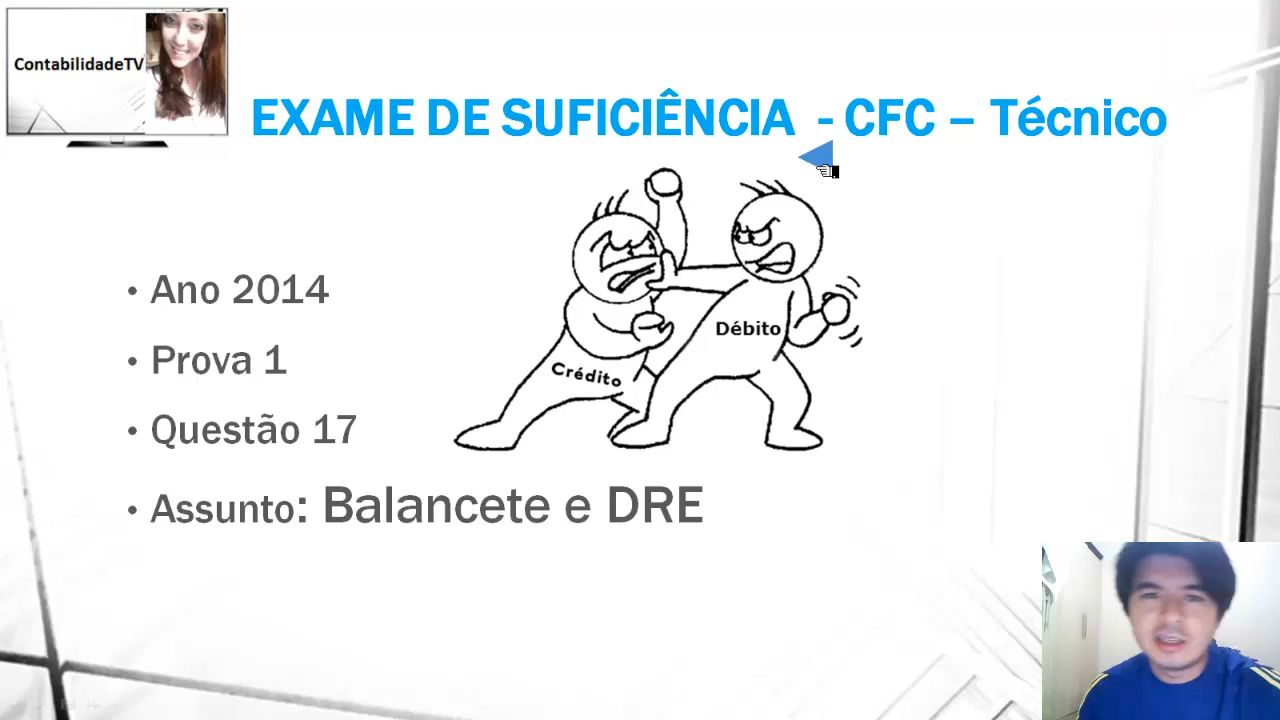 ContabilidadeTV
EXAME DE SUFICIÊNCIA - CFC – Técnico
• Ano 2014
• Prova 1
• Questão 17
• Assunto: Balancete e DRE
Crédito
Débito